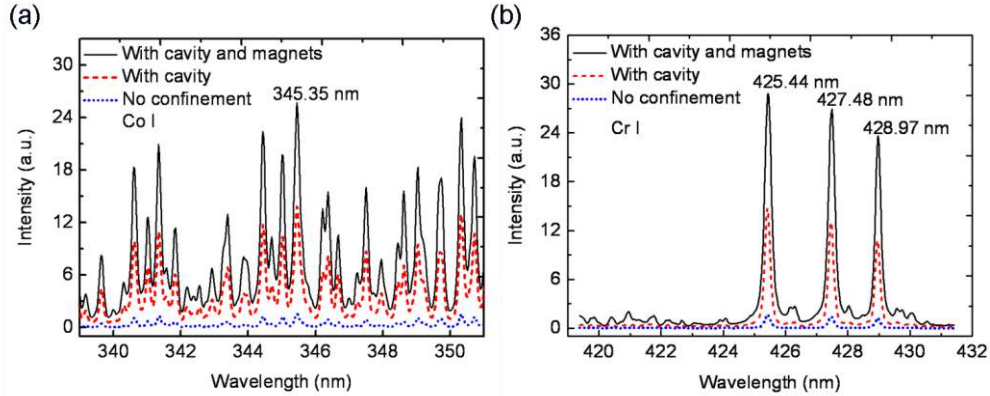 (a)
With cavity and magnets
With cavity
No confinement
Co I
345.35 nm
Intensity (a.u.)
30
24
18
12
6
0
340
342
344
346
348
350
Wavelength (nm)
(b)
With cavity and magnets
With cavity
No confinement
Cr I
425.44 nm
427.48 nm
428.97 nm
Intensity (a.u.)
36
30
24
18
12
6
0
420
422
424
426
428
430
432
Wavelength (nm)